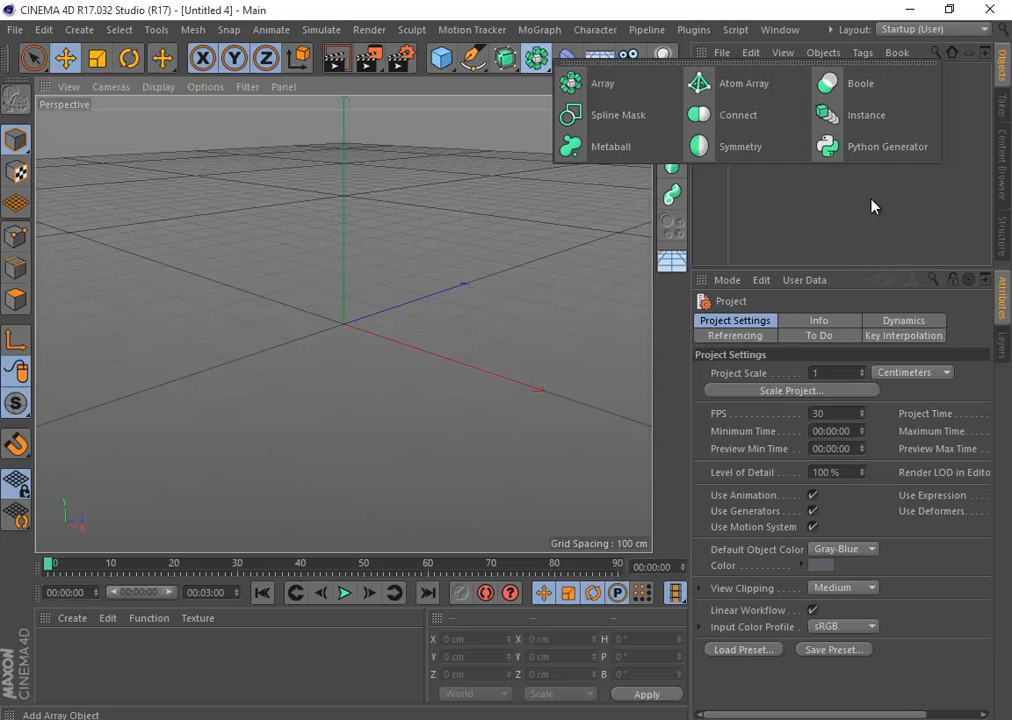 CINEMA 4D R17.032 Studio (R17) - [Untitled 4] - Main
File Edit Create Select Tools Mesh Snap Animate Simulate Render Sculpt Motion Tracker MoGraph Character Pipeline Plugins Script Window Layout: Startup (User)
X Y Z
File Edit View Objects Tags Book
View Cameras Display Options Filter Panel
Perspective
Array Atom Array Boole
Spline Mask Connect Instance
Metaball Symmetry Python Generator
Objects
Takes
Content Browser
Structure
Attributes
Layers
Mode Edit User Data
Project
Project Settings Info Dynamics
Referencing To Do Key Interpolation
Project Settings
Project Scale 1 Centimeters
Scale Project...
FPS 30 Project Time
Minimum Time 00:00:00 Maximum Time
Preview Min Time 00:00:00 Preview Max Time
Level of Detail 100 % Render LOD in Edito
Use Animation Use Expression
Use Generators Use Deformers
Use Motion System
Default Object Color Gray-Blue
Color
View Clipping Medium
Linear Workflow
Input Color Profile sRGB
Load Preset... Save Preset...
Y
Z
X
Grid Spacing : 100 cm
0 10 20 30 40 50 60 70 80 90 00:00:00
00:00:00 00:00:00 00:03:00
Create Edit Function Texture
-- -- --
X 0 cm X 0 cm H 0 °
Y 0 cm Y 0 cm P 0 °
Z 0 cm Z 0 cm B 0 °
World Scale Apply
MAXON
CINEMA 4D
Add Array Object